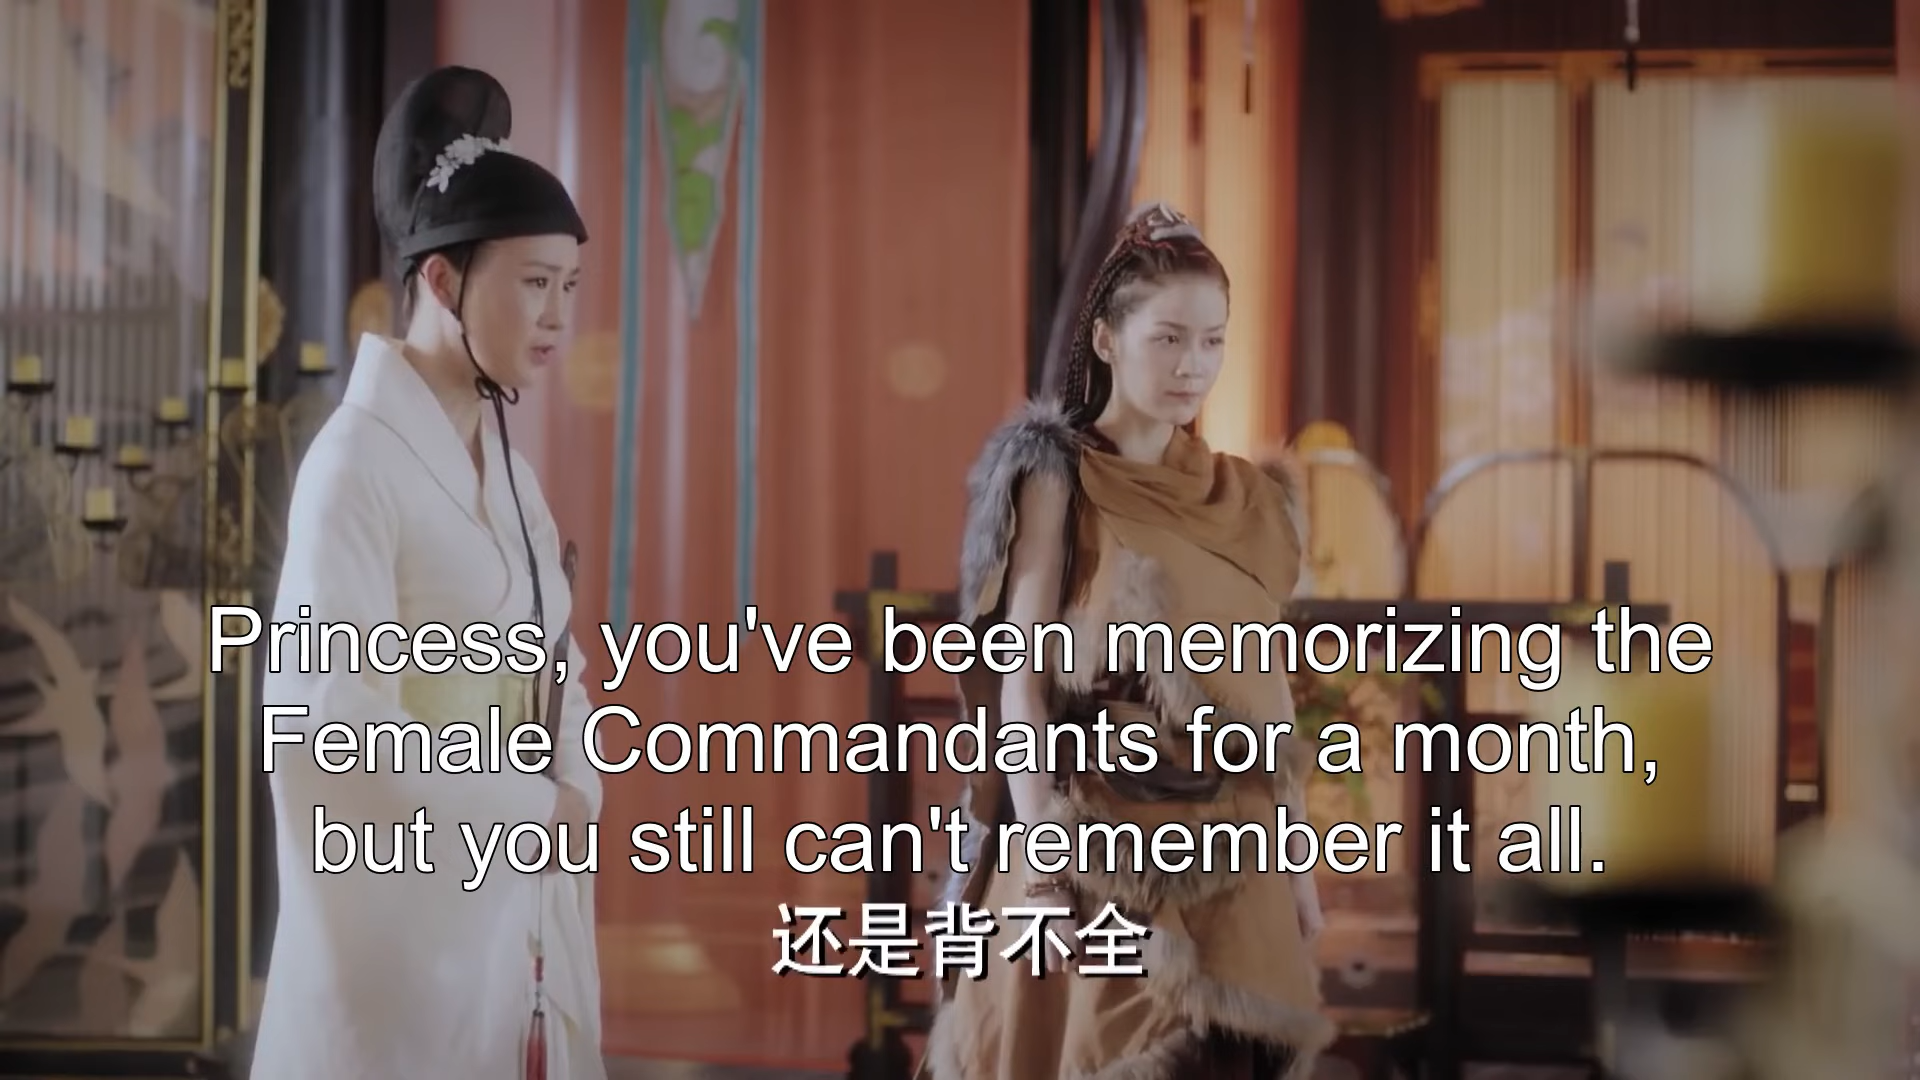 Princess, you've been memorizing the
Female Commandants for a month,
but you still can't remember it all.
还是背不全